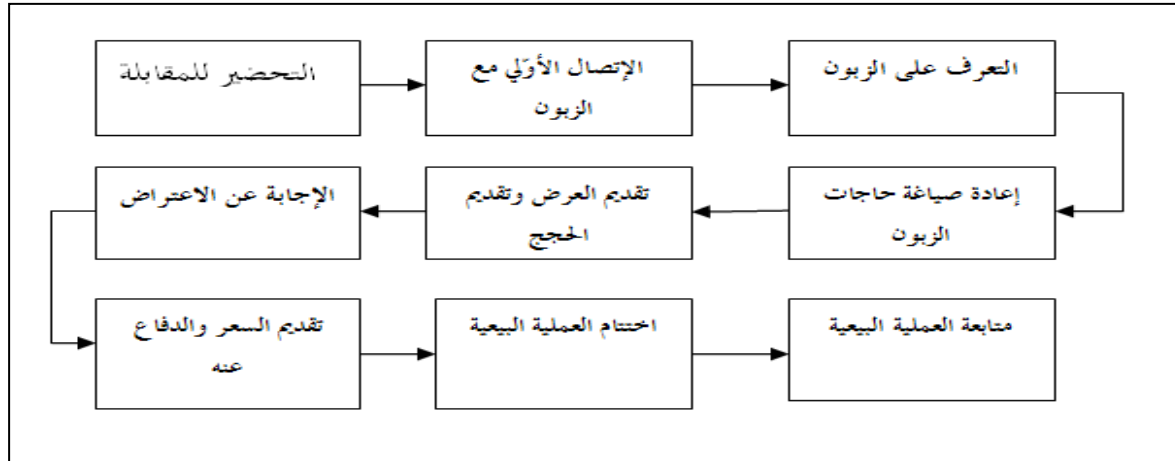 التحضير للمقابلة
الإتصال الأوّلي مع
الزبون
التعرف على الزبون
إعادة صياغة حاجات
الزبون
تقديم العرض وتقديم
الحجج
الإجابة عن الاعتراض
تقديم السعر والدفاع
عنه
اختتام العملية البيعية
متابعة العملية البيعية